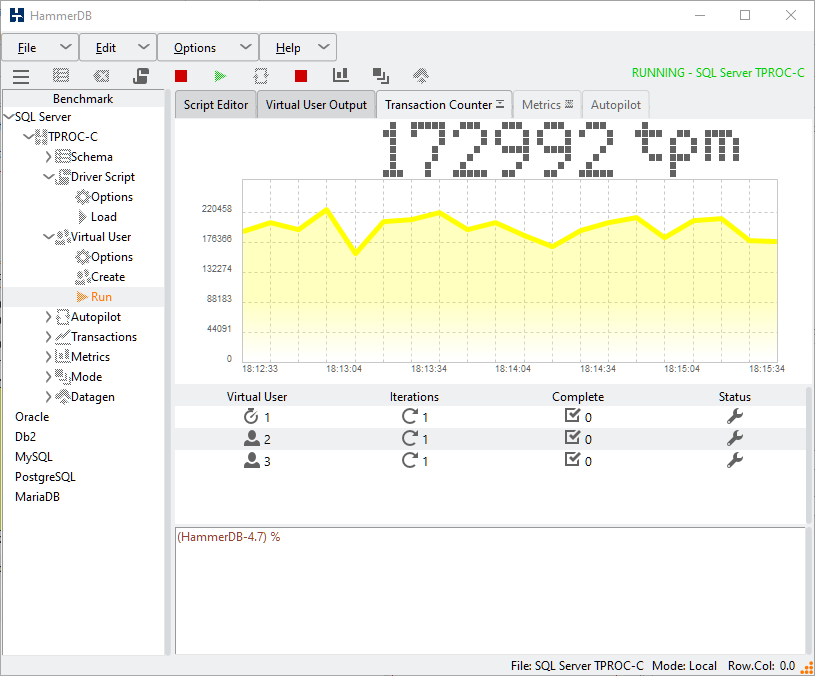 HammerDB
File Edit Options Help
RUNNING - SQL Server TPROC-C
Benchmark
SQL Server
TPROC-C
Schema
Driver Script
Options
Load
Virtual User
Options
Create
Run
Autopilot
Transactions
Metrics
Mode
Datagen
Oracle
Db2
MySQL
PostgreSQL
MariaDB
Script Editor Virtual User Output Transaction Counter Metrics Autopilot
172992 tpm
220458
176366
132274
88183
44091
0
18:12:33 18:13:04 18:13:34 18:14:04 18:14:34 18:15:04 18:15:34
Virtual User Iterations Complete Status
1 1 0
2 1 0
3 1 0
(HammerDB-4.7) %
File: SQL Server TPROC-C Mode: Local Row.Col: 0.0